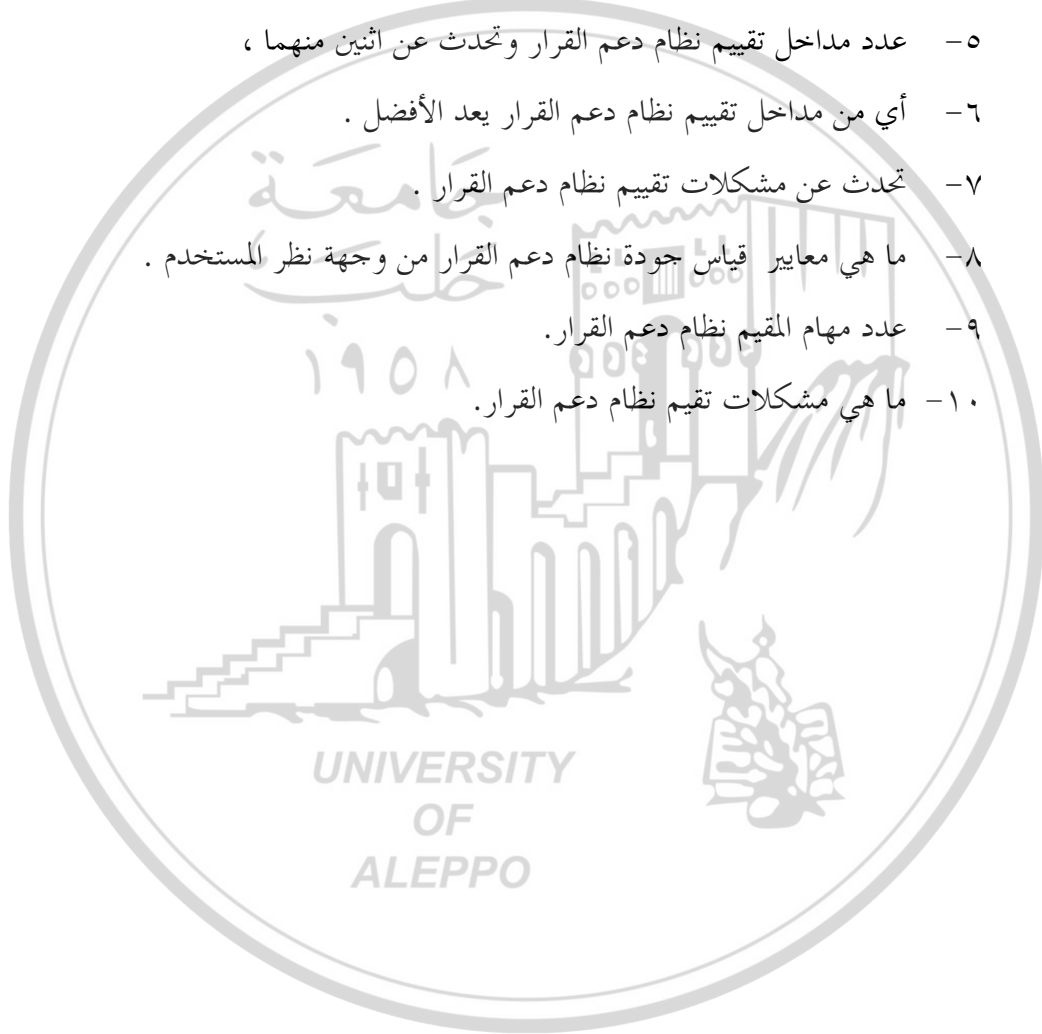 ٥- عدد مداخل تقييم نظام دعم القرار وتحدث عن اثنين منهما ،
٦- أي من مداخل تقييم نظام دعم القرار يعد الأفضل .
٧- تحدث عن مشكلات تقييم نظام دعم القرار .
٨- ما هي معايير قياس جودة نظام دعم القرار من وجهة نظر المستخدم .
٩- عدد مهام المقيم نظام دعم القرار.
١٠- ما هي مشكلات تقيم نظام دعم القرار.
جامعة
حلب
١٩٥٨
UNIVERSITY
OF
ALEPPO